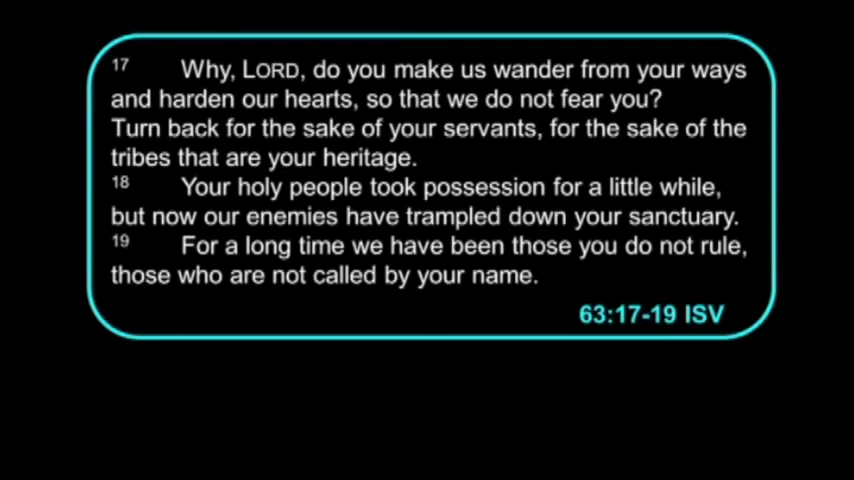 17 Why, LORD, do you make us wander from your ways
and harden our hearts, so that we do not fear you?
Turn back for the sake of your servants, for the sake of the
tribes that are your heritage.
18 Your holy people took possession for a little while,
but now our enemies have trampled down your sanctuary.
19 For a long time we have been those you do not rule,
those who are not called by your name.
63:17-19 ISV